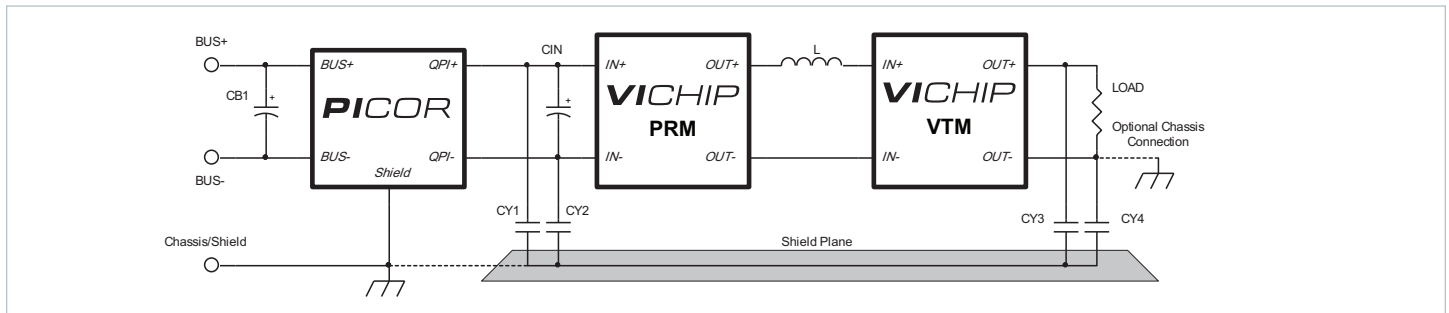 BUS+
CB1
+
BUS-
BUS+
QPI+
PICOR
BUS-
QPI-
Shield
CIN
+
IN+
OUT+
VICHIP
PRM
IN-
OUT-
L
IN+
OUT+
VICHIP
VTM
IN-
OUT-
LOAD
Optional Chassis
Connection
CY1
CY2
CY3
CY4
Chassis/Shield
Shield Plane